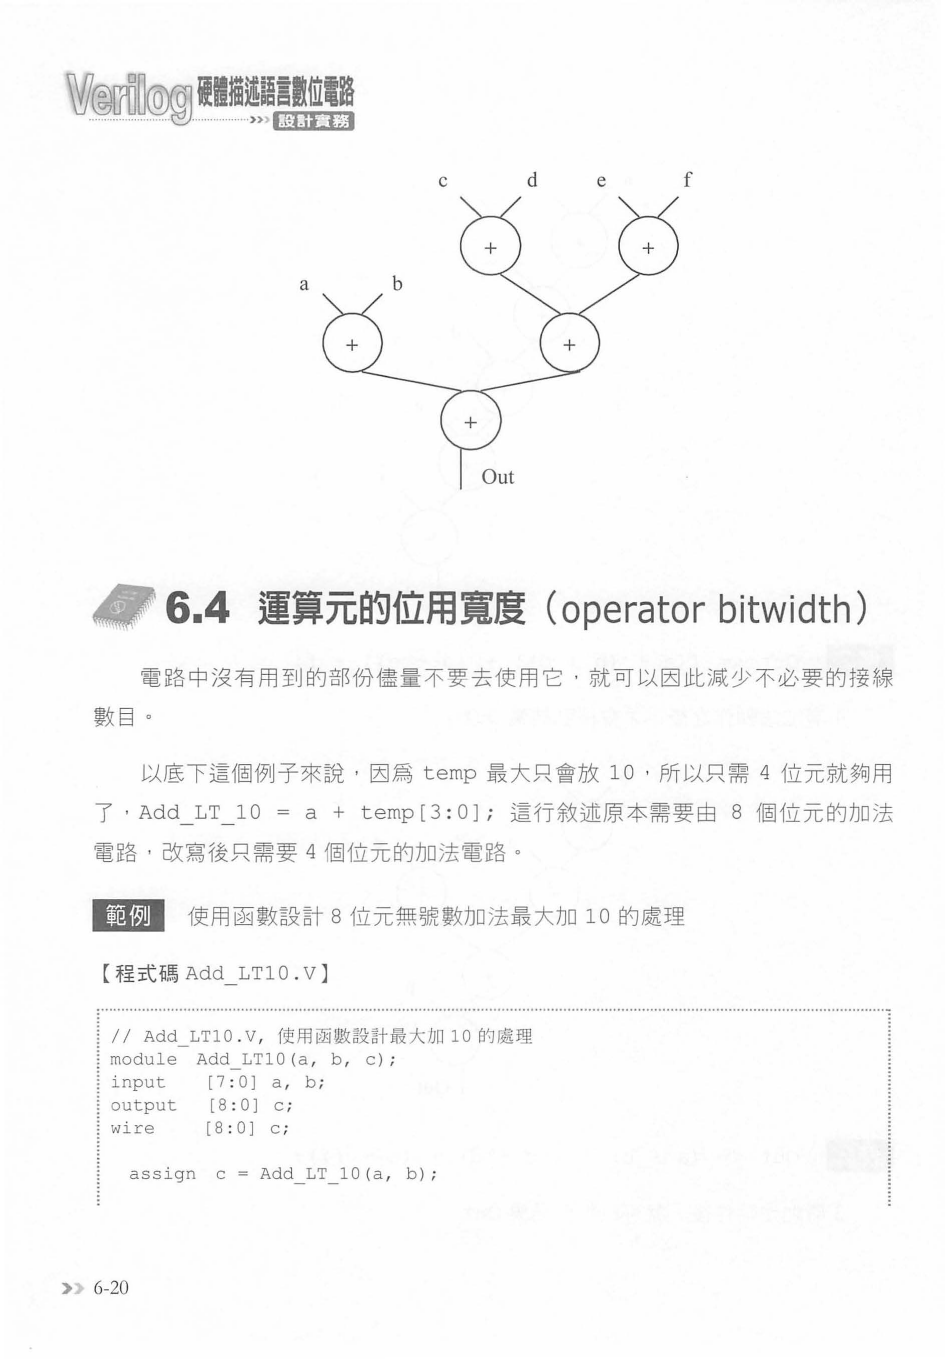 Verilog 硬體描述語言數位電路
設計實務
c d e f
+ +
a b
+ +
+
Out
6.4 運算元的位用寬度（operator bitwidth）
電路中沒有用到的部份儘量不要去使用它，就可以因此減少不必要的接線
數目。
以底下這個例子來說，因為 temp 最大只會放 10，所以只需 4 位元就夠用
了，Add_LT_10 = a + temp[3:0]; 這行敘述原本需要由 8 個位元的加法
電路，改寫後只需要 4 個位元的加法電路。
範例 使用函數設計 8 位元無號數加法最大加 10 的處理
【程式碼 Add_LT10.V】
// Add_LT10.V, 使用函數設計最大加 10 的處理
module Add_LT10(a, b, c);
input [7:0] a, b;
output [8:0] c;
wire [8:0] c;
assign c = Add_LT_10(a, b);
6-20